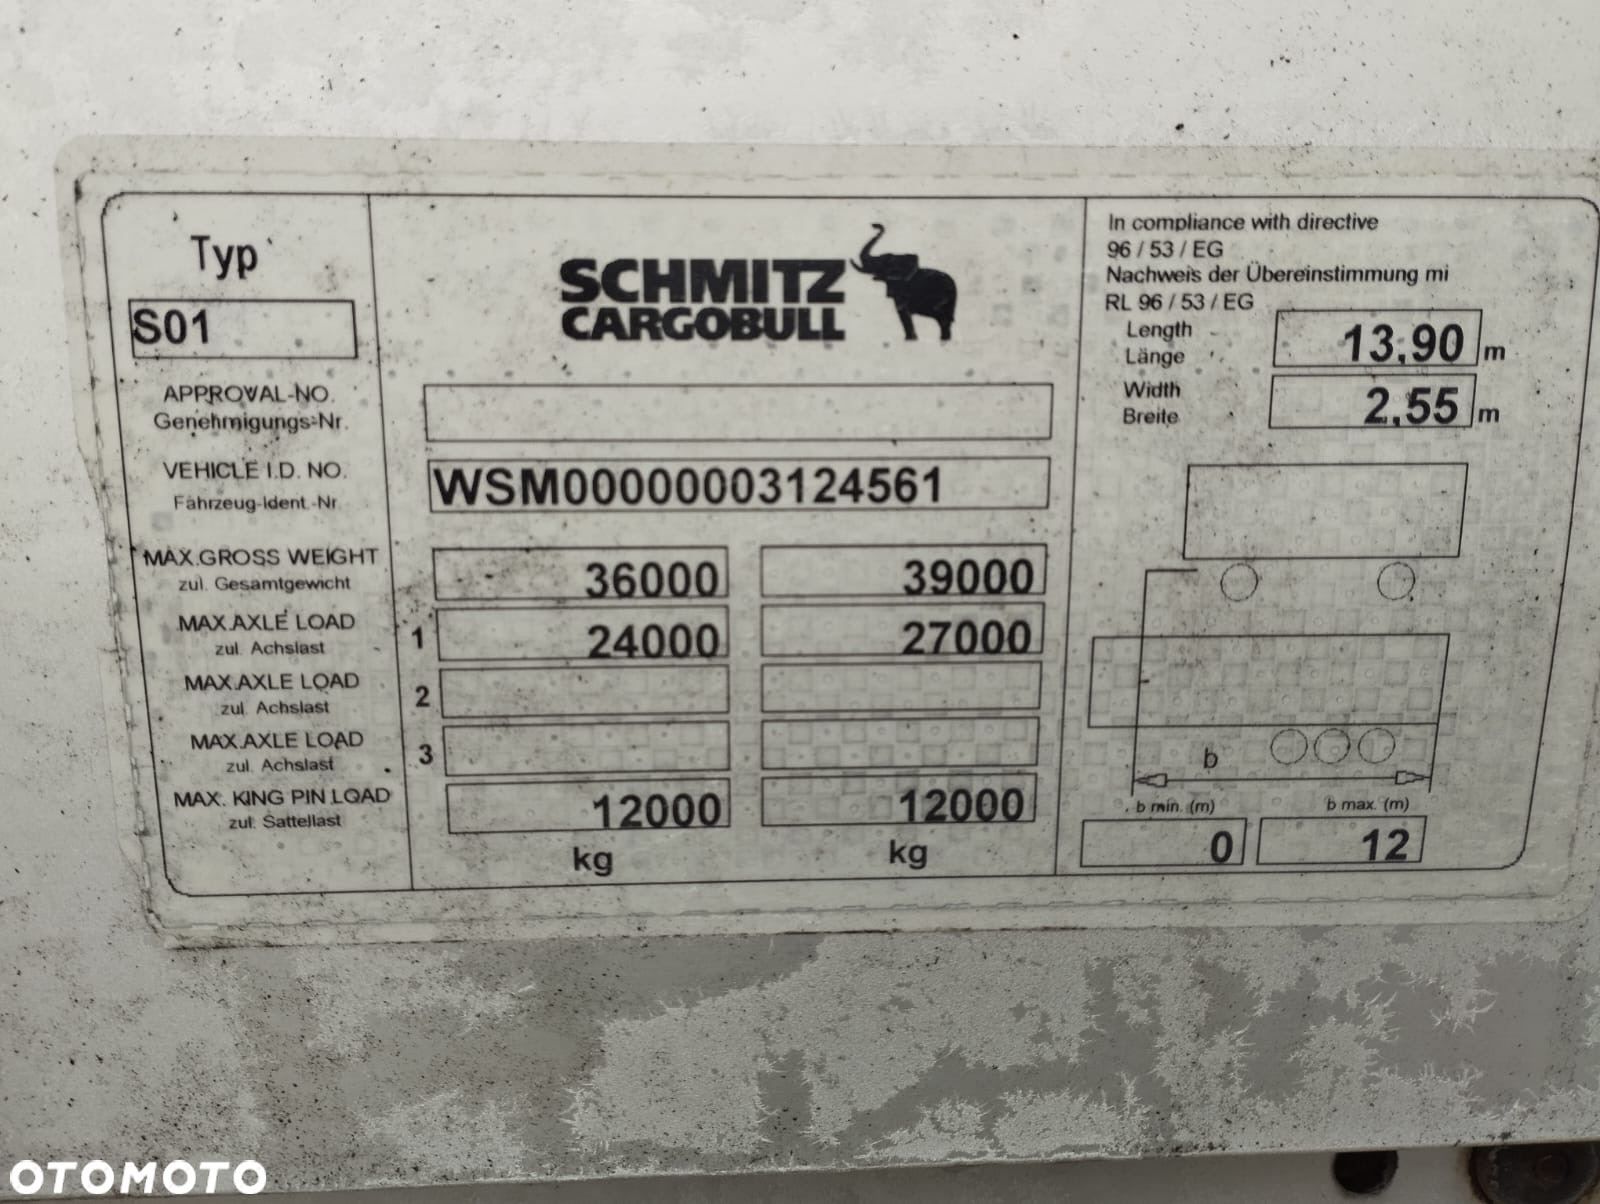 Typ
S01
SCHMITZ
CARGOBULL
APPROVAL-NO.
Genehmigungs-Nr.
VEHICLE I.D. NO.
Fahrzeug-Ident.-Nr.
WSM00000003124561
MAX.GROSS WEIGHT
zul. Gesamtgewicht
36000 39000
MAX.AXLE LOAD
zul. Achslast
1 24000 27000
MAX.AXLE LOAD
zul. Achslast
2
MAX.AXLE LOAD
zul. Achslast
3
MAX. KING PIN LOAD
zul. Sattellast
12000 12000
kg kg
In compliance with directive
96 / 53 / EG
Nachweis der Übereinstimmung mi
RL 96 / 53 / EG
Length
Länge
13,90 m
Width
Breite
2,55 m
b
b min. (m) b max. (m)
0 12
OTOMOTO